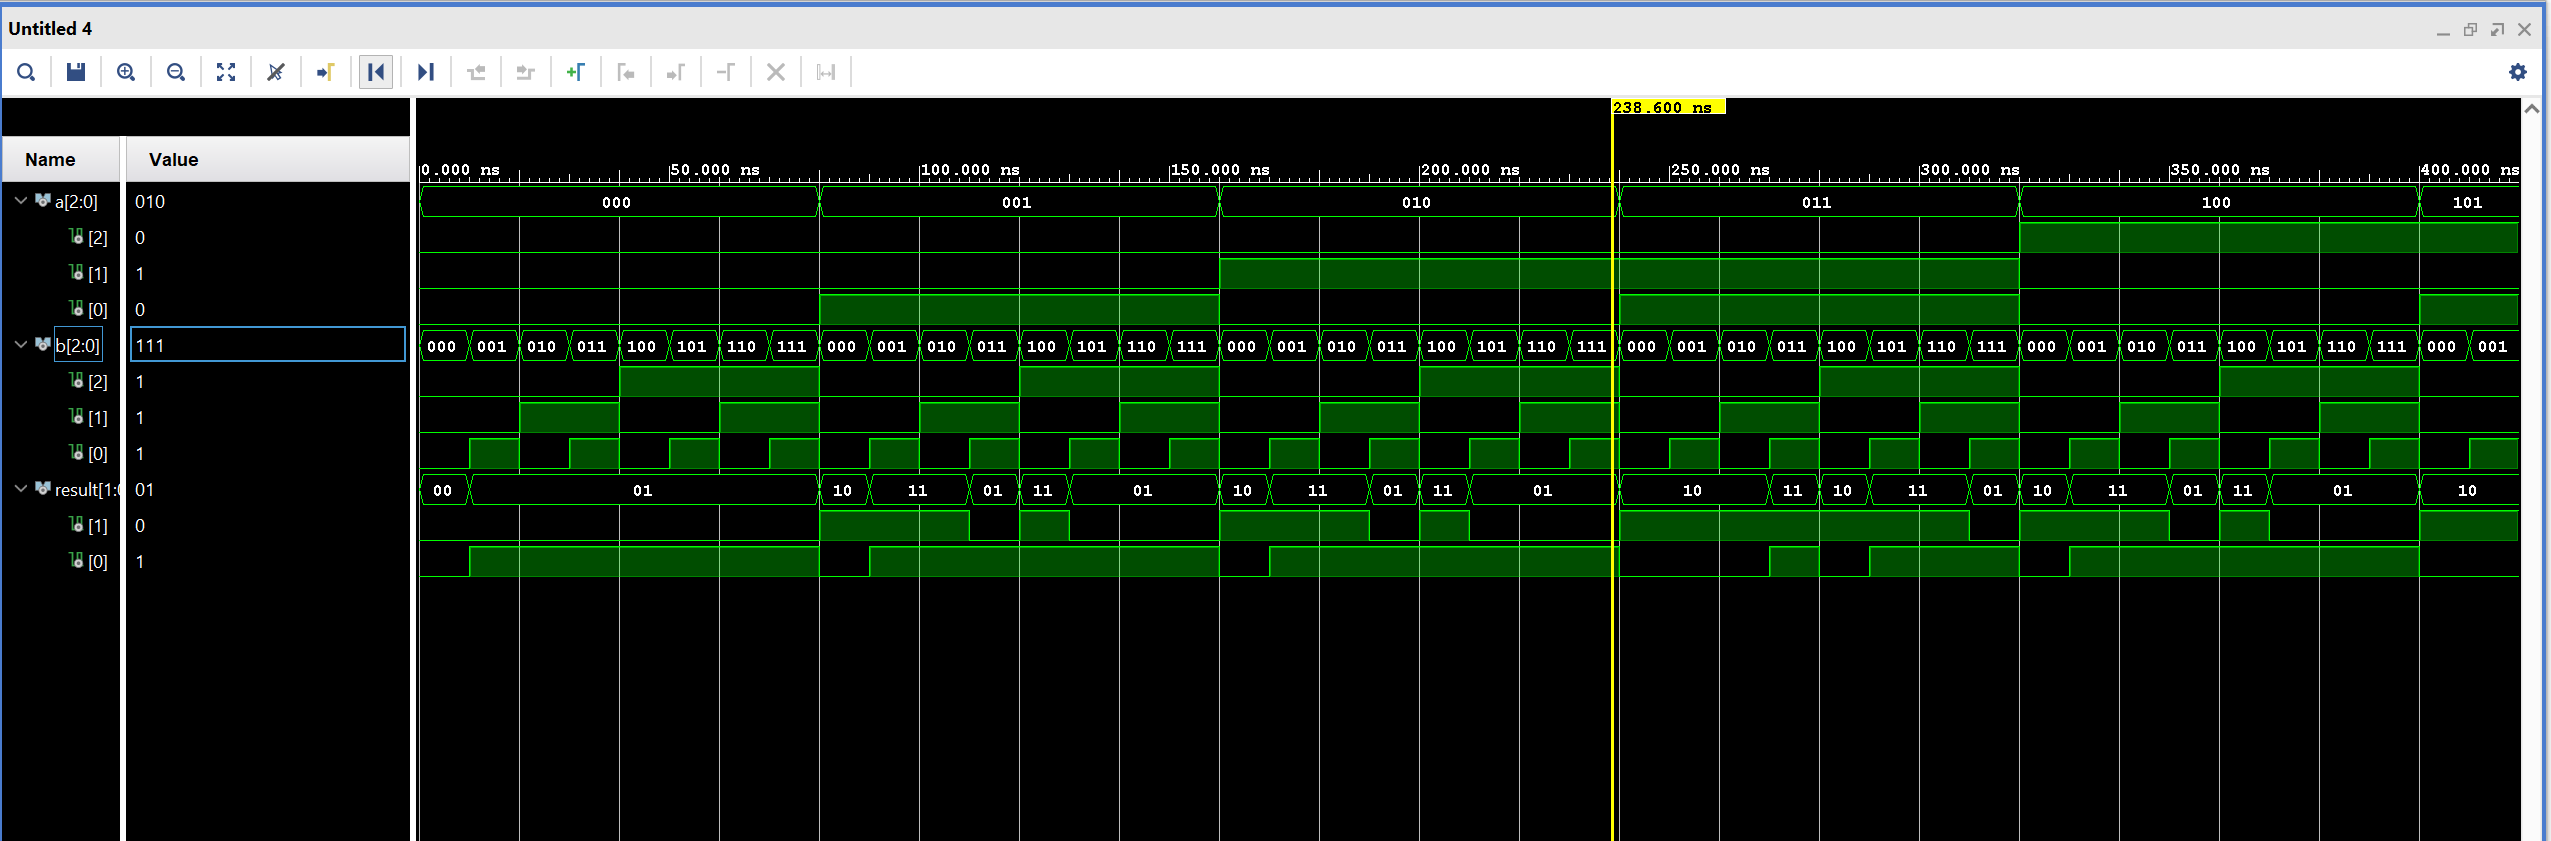 Untitled 4
238.600 ns
Name Value
0.000 ns 50.000 ns 100.000 ns 150.000 ns 200.000 ns 250.000 ns 300.000 ns 350.000 ns 400.000 ns
a[2:0] 010 000 001 010 011 100 101
[2] 0
[1] 1
[0] 0
b[2:0] 111 000 001 010 011 100 101 110 111 000 001 010 011 100 101 110 111 000 001 010 011 100 101 110 111 000 001 010 011 100 101 110 111 000 001 010 011 100 101 110 111 000 001
[2] 1
[1] 1
[0] 1
result[1:0 01 00 01 10 11 01 11 01 10 11 01 11 01 10 11 10 11 01 10 11 01 11 01 10
[1] 0
[0] 1